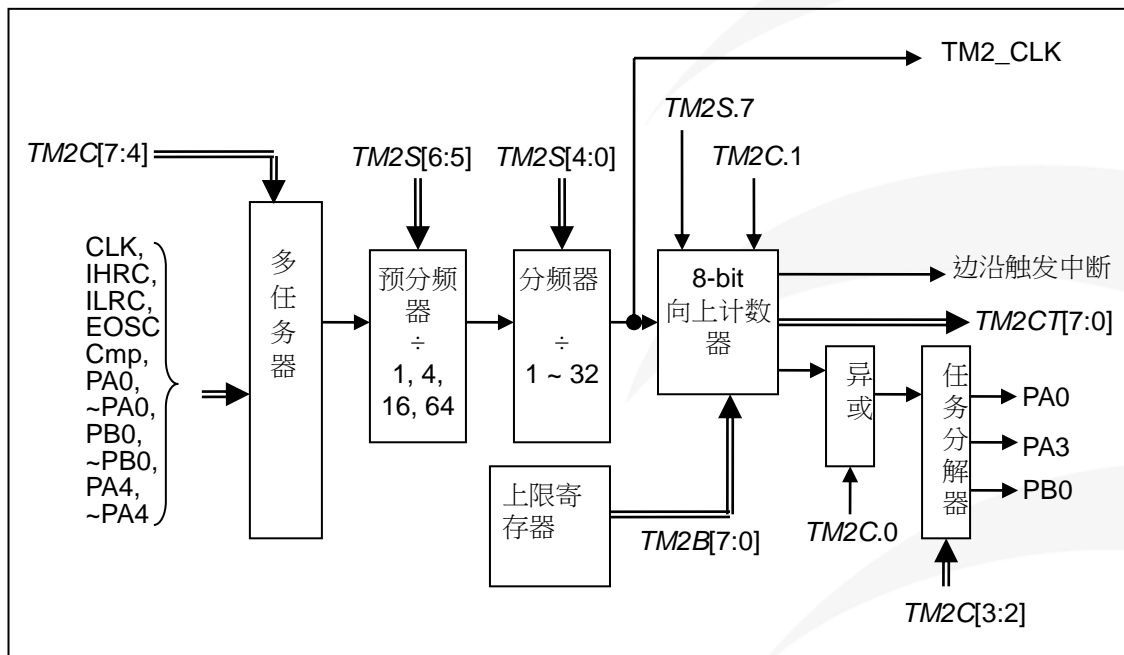 TM2_CLK
TM2S.7
TM2C[7:4]
TM2S[6:5]
TM2S[4:0]
TM2C.1
CLK,
IHRC,
ILRC,
EOSC
Cmp,
PA0,
~PA0,
PB0,
~PB0,
PA4,
~PA4
多
任
务
器
预分频
器
÷
1, 4,
16, 64
分频器
÷
1 ~ 32
8-bit
向上计数
器
边沿触发中断
TM2CT[7:0]
异
或
任
务
分
解
器
PA0
PA3
PB0
上限寄
存器
TM2B[7:0]
TM2C.0
TM2C[3:2]